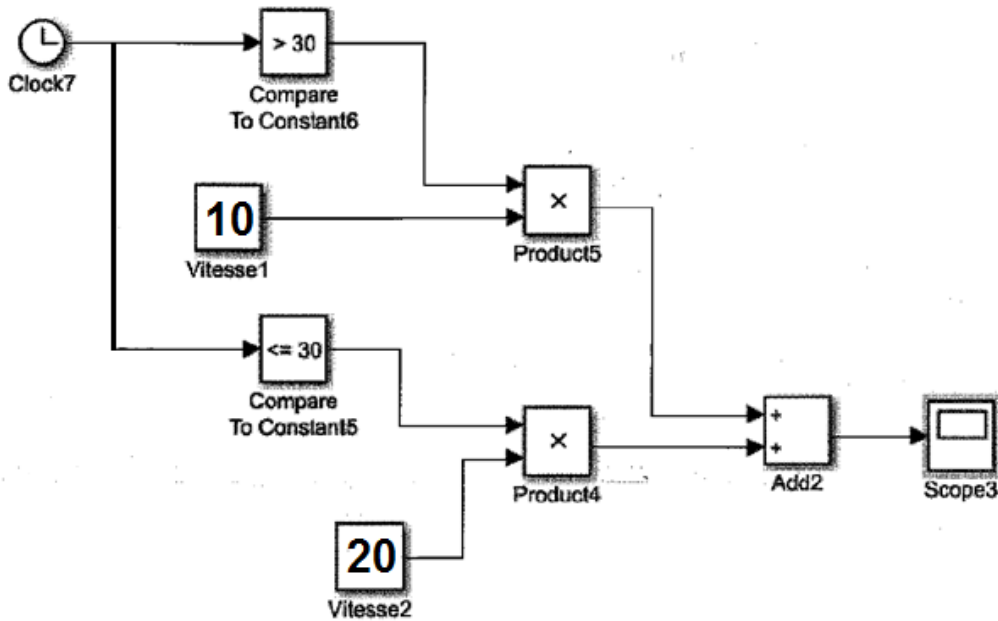 > 30
Clock7
Compare
To Constant6
×
10
Product5
Vitesse1
<= 30
Compare
To Constant5
×
+
+
Add2
Scope3
Product4
20
Vitesse2